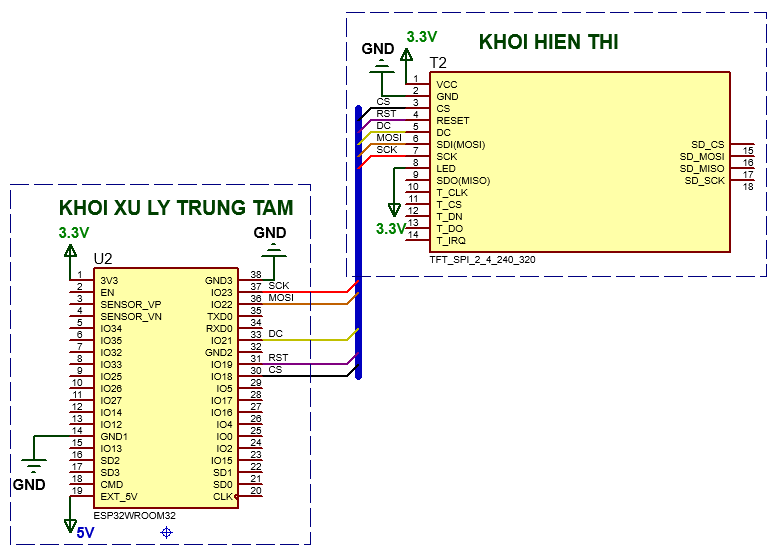 3.3V
KHOI HIEN THI
GND
T2
1 VCC
2 GND
CS 3 CS
RST 4 RESET
DC 5 DC
MOSI 6 SDI(MOSI)
SCK 7 SCK
8 LED
9 SDO(MISO)
10 T_CLK
11 T_CS
12 T_DN
13 T_DO
14 T_IRQ
3.3V
SD_CS 15
SD_MOSI 16
SD_MISO 17
SD_SCK 18
TFT_SPI_2_4_240_320
KHOI XU LY TRUNG TAM
3.3V
GND
U2
1 3V3
2 EN
3 SENSOR_VP
4 SENSOR_VN
5 IO34
6 IO35
7 IO32
8 IO33
9 IO25
10 IO26
11 IO27
12 IO14
13 IO12
14 GND1
15 IO13
16 SD2
17 SD3
18 CMD
19 EXT_5V
GND3 38
IO23 37 SCK
IO22 36 MOSI
TXD0 35
RXD0 34
IO21 33 DC
GND2 32
IO19 31 RST
IO18 30 CS
IO5 29
IO17 28
IO16 27
IO4 26
IO0 25
IO2 24
IO15 23
SD1 22
SD0 21
CLK 20
GND
ESP32WROOM32
5V